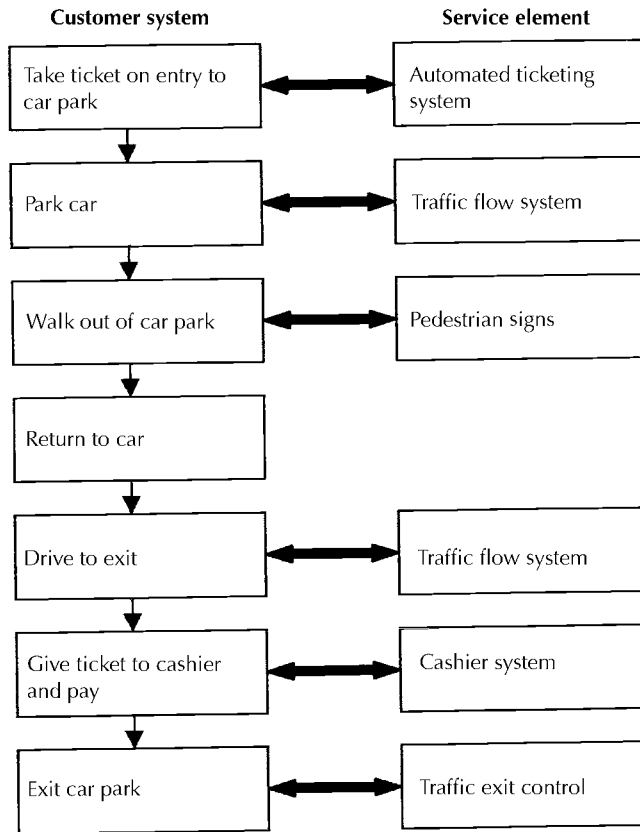 Customer system
Service element
Take ticket on entry to
car park
Automated ticketing
system
Park car
Traffic flow system
Walk out of car park
Pedestrian signs
Return to car
Drive to exit
Traffic flow system
Give ticket to cashier
and pay
Cashier system
Exit car park
Traffic exit control